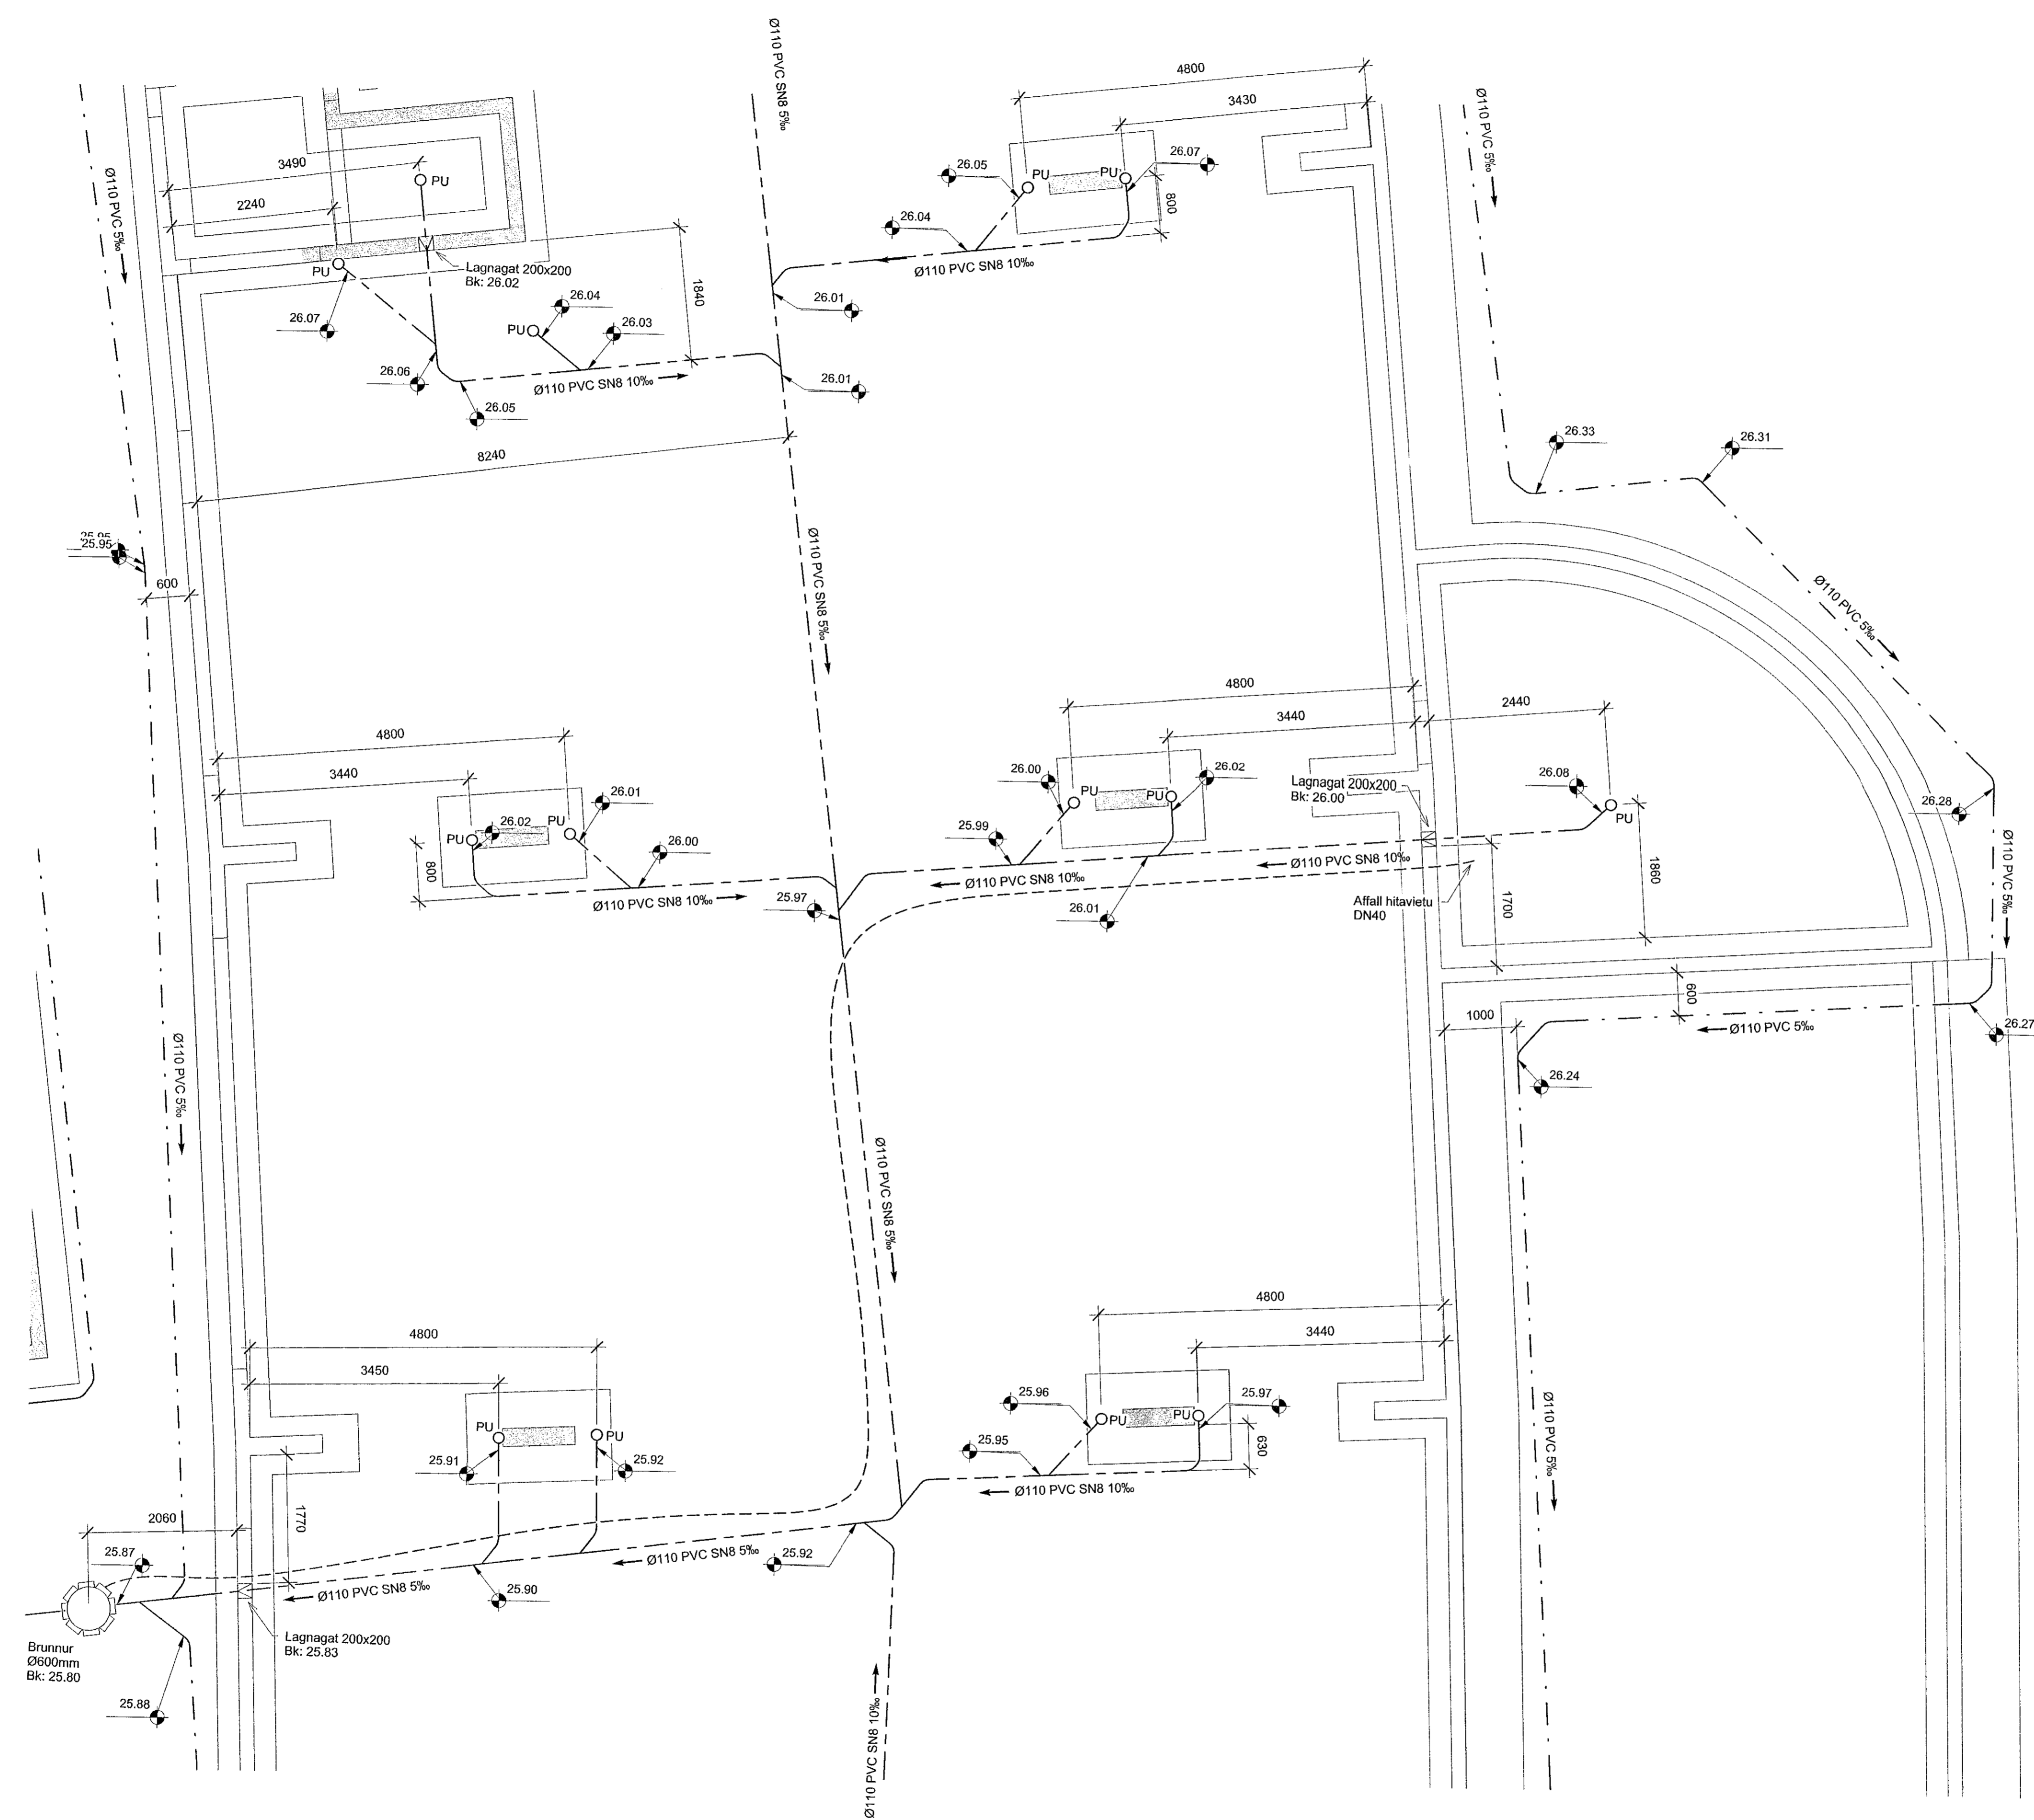 Ø110 PVC SN8 5‰
4800
3430
Ø110 PVC 5‰
Ø110 PVC 5‰
3490
PU
2240
26.05
PU
PU
26.07
800
26.04
Ø110 PVC SN8 10‰
PU
Lagnagat 200x200
Bk: 26.02
1840
26.01
26.07
26.04
PU
26.03
26.06
Ø110 PVC SN8 10‰
26.01
26.05
8240
26.33
26.31
25.95
25.95
600
Ø110 PVC SN8 5‰
Ø110 PVC 5‰
4800
2440
3440
4800
3440
26.00
PU
PU
26.02
Lagnagat 200x200
Bk: 26.00
26.08
PU
26.28
26.01
PU
26.02
PU
800
26.00
25.99
Ø110 PVC SN8 10‰
Ø110 PVC SN8 10‰
Ø110 PVC SN8 10‰
25.97
26.01
Affall hitavietu
DN40
1700
1860
Ø110 PVC 5‰
600
1000
Ø110 PVC 5‰
26.27
26.24
Ø110 PVC 5‰
Ø110 PVC SN8 5‰
4800
3440
4800
3450
25.96
PU
PU
25.97
630
25.95
Ø110 PVC SN8 10‰
PU
PU
25.91
25.92
Ø110 PVC 5‰
1770
2060
25.87
Ø110 PVC SN8 5‰
25.92
25.90
Ø110 PVC SN8 5‰
Lagnagat 200x200
Bk: 25.83
Brunnur
Ø600mm
Bk: 25.80
25.88
Ø110 PVC SN8 10‰